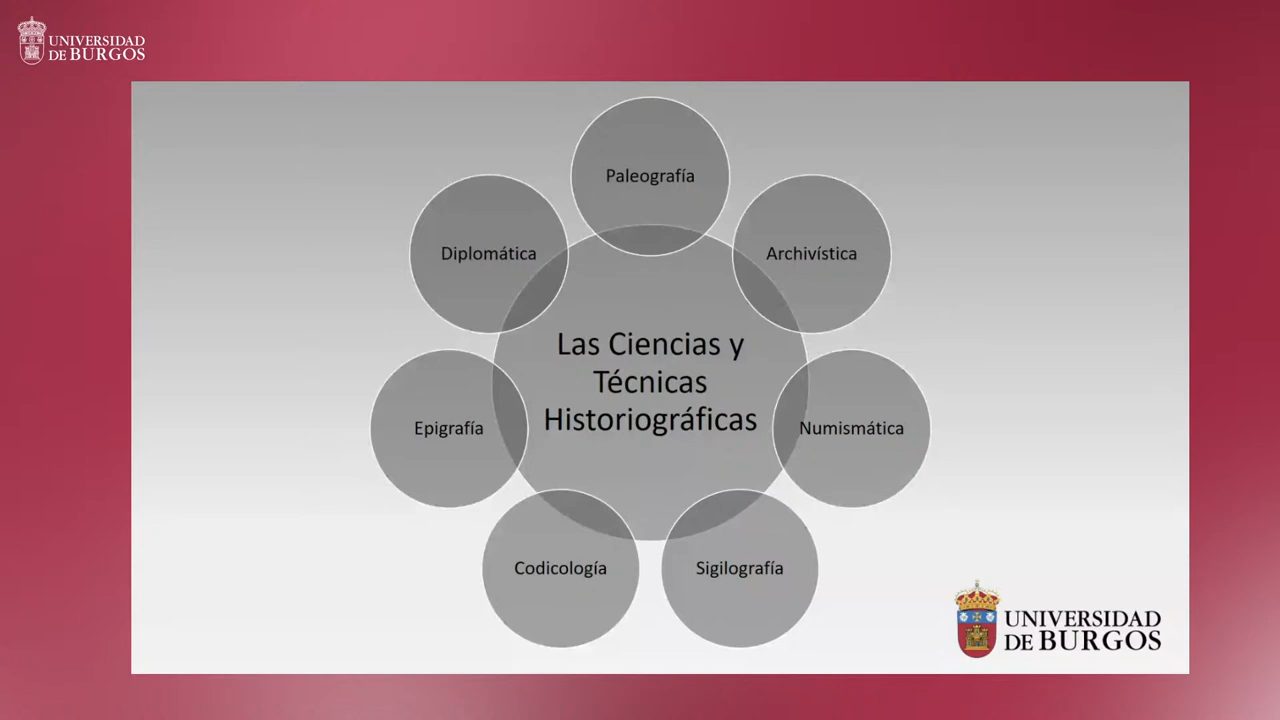 UNIVERSIDAD
DE BURGOS
Paleografía
Diplomática
Archivística
Las Ciencias y
Técnicas
Historiográficas
Epigrafía
Numismática
Codicología
Sigilografía
UNIVERSIDAD
DE BURGOS